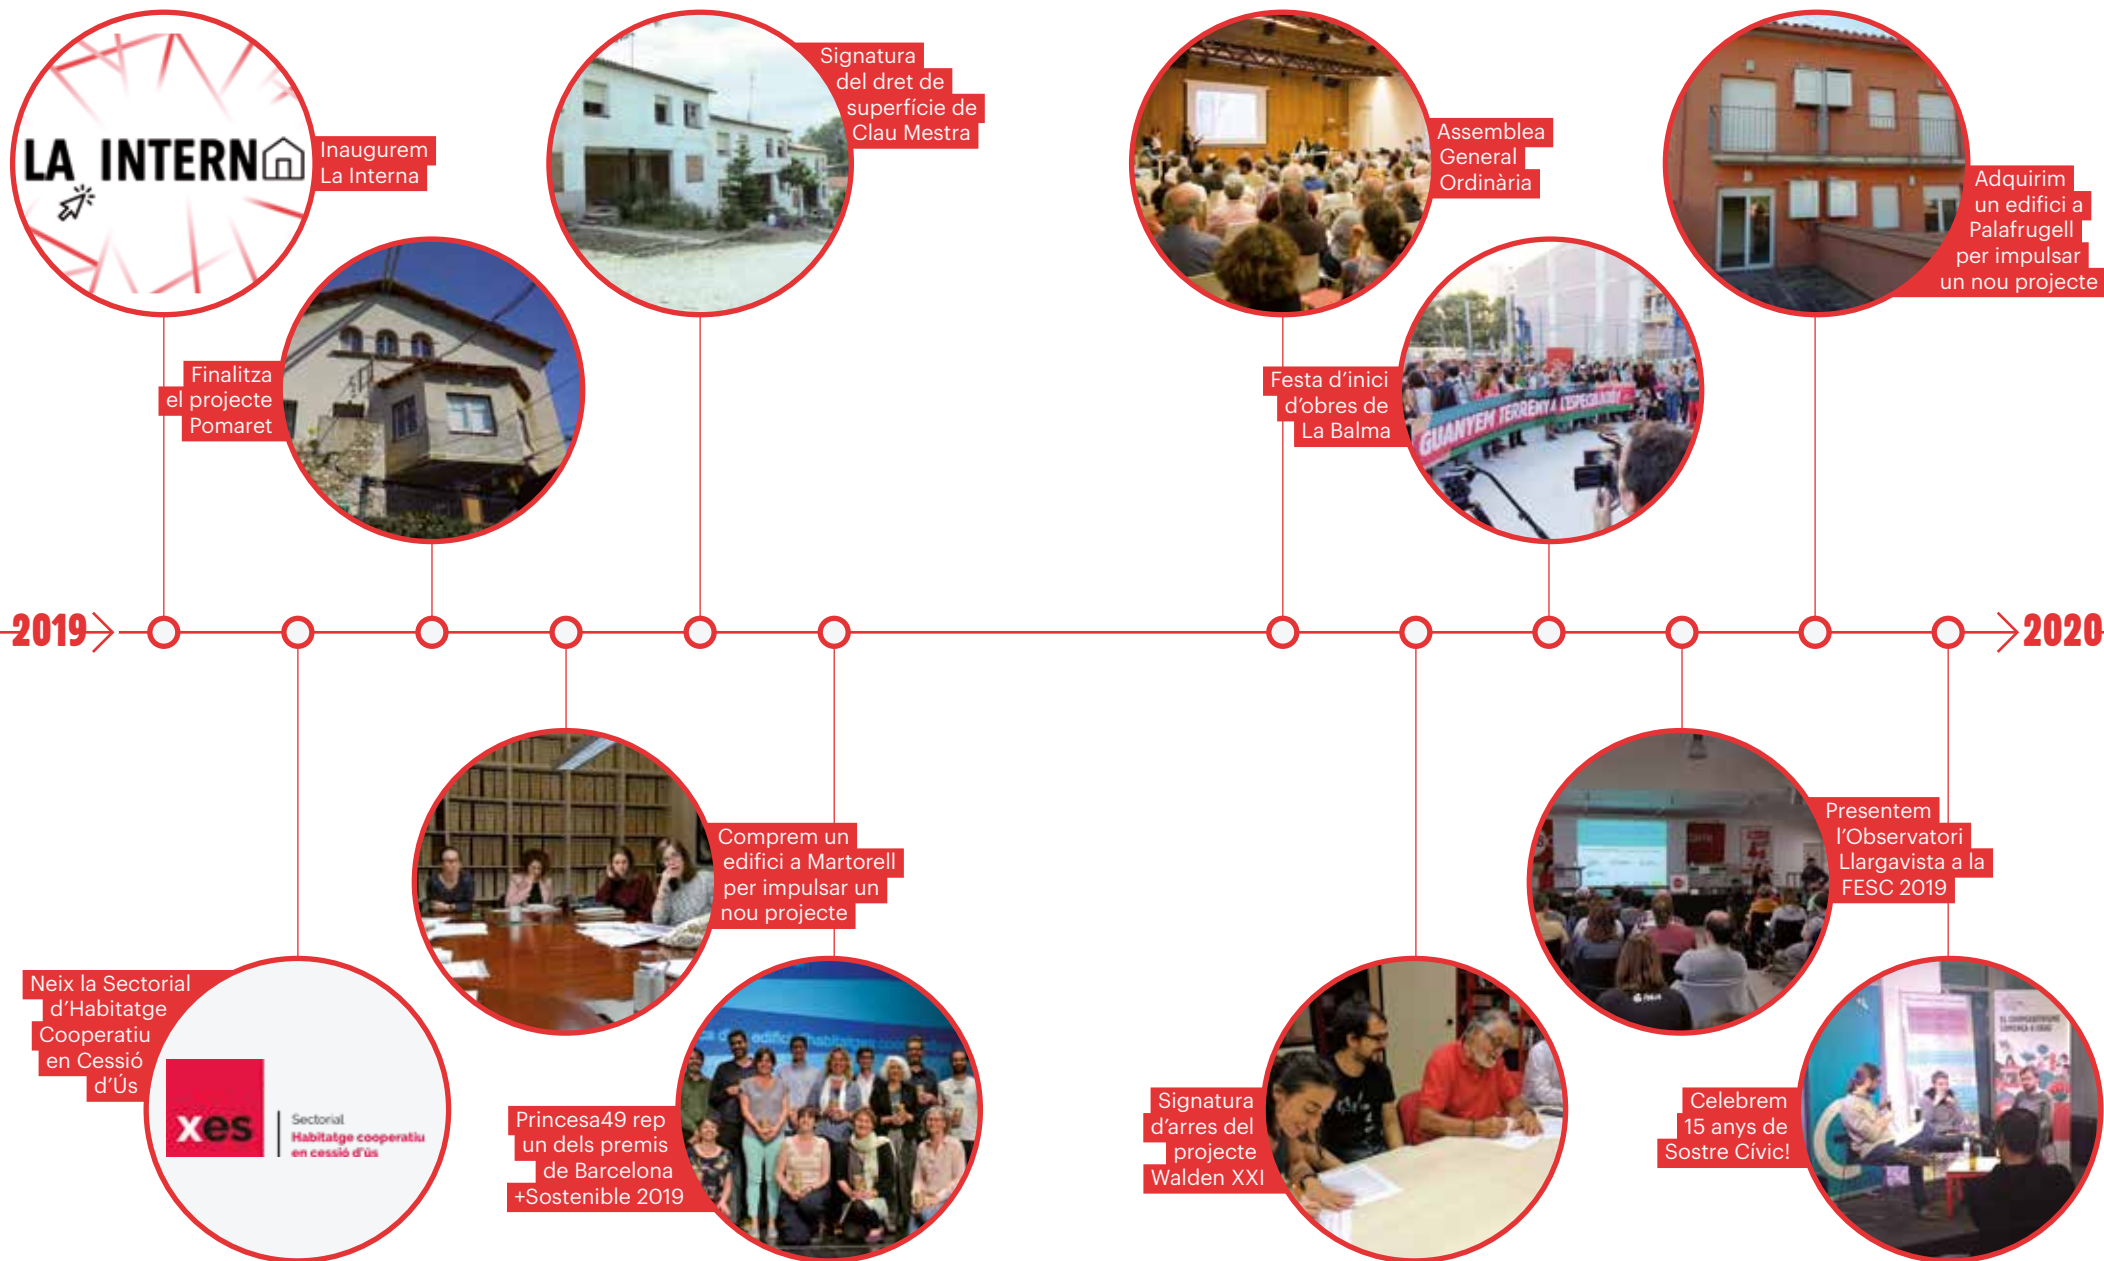 LA INTERN
Inaugurem
La Interna
Signatura
del dret de
superfície de
Clau Mestra
Assemblea
General
Ordinària
Adquirim
un edifici a
Palafrugell
per impulsar
un nou projecte
Finalitza
el projecte
Pomaret
Festa d'inici
d'obres de
La Balma
GUANYEM TERRENY A L'ESPECULACIÓ
2019
2020
Comprem un
edifici a Martorell
per impulsar un
nou projecte
Presentem
l'Observatori
Llargavista a la
FESC 2019
Neix la Sectorial
d'Habitatge
Cooperatiu
en Cessió
d'Ús
xes
Sectorial
Habitatge cooperatiu
en cessió d'ús
Princesa49 rep
un dels premis
de Barcelona
+Sostenible 2019
Signatura
d'arres del
projecte
Walden XXI
Celebrem
15 anys de
Sostre Cívic!